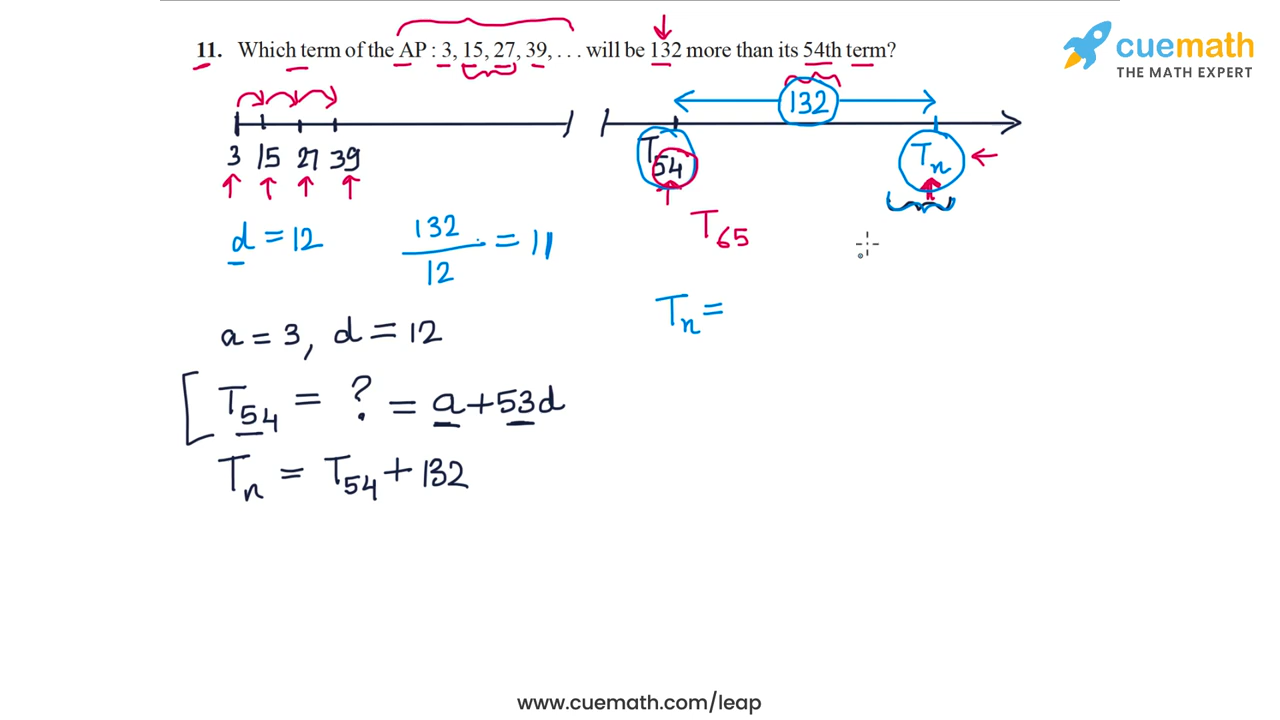 11. Which term of the AP : 3, 15, 27, 39, . . . will be 132 more than its 54th term?
cuemath
THE MATH EXPERT
132
3 15 27 39
T54
Tn
T65
d = 12
132/12 = 11
Tn =
a = 3, d = 12
[ T54 = ? = a + 53d
Tn = T54 + 132
www.cuemath.com/leap